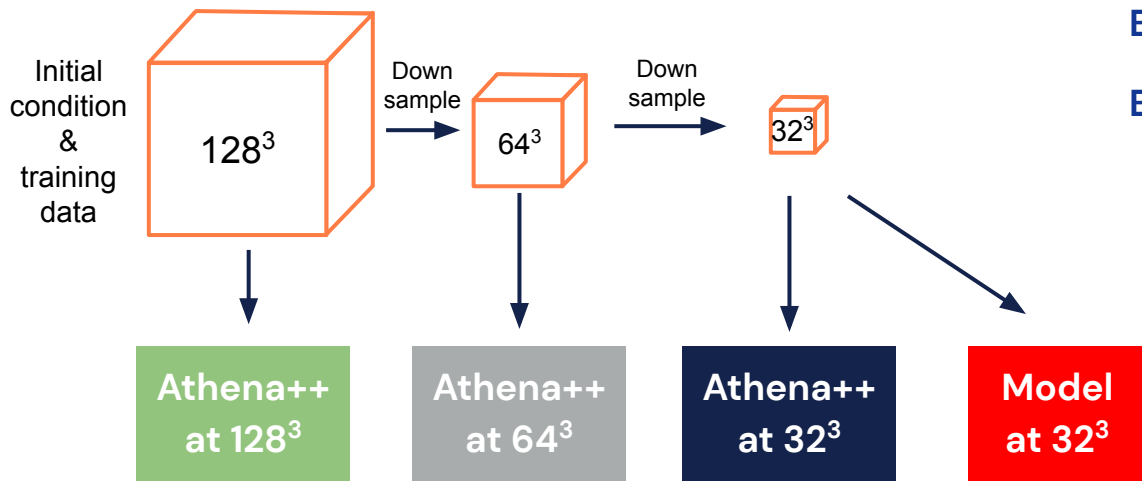 Initial
condition
&
training
data
128³
Down
sample
64³
Down
sample
32³
E
E
Athena++
at 128³
Athena++
at 64³
Athena++
at 32³
Model
at 32³